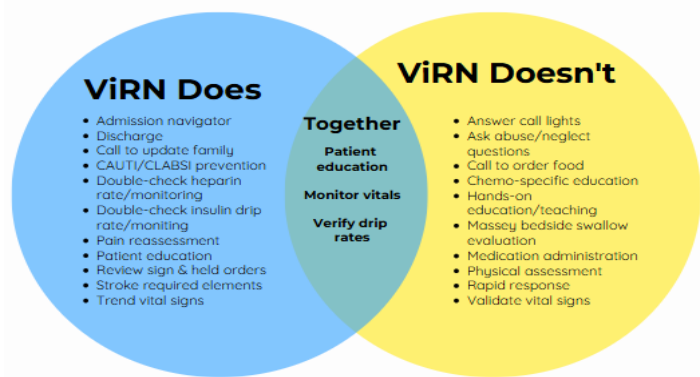 ViRN Does
• Admission navigator
• Discharge
• Call to update family
• CAUTI/CLABSI prevention
• Double-check heparin
rate/monitoring
• Double-check insulin drip
rate/moniting
• Pain reassessment
• Patient education
• Review sign & held orders
• Stroke required elements
• Trend vital signs
Together
Patient
education
Monitor vitals
Verify drip
rates
ViRN Doesn't
• Answer call lights
• Ask abuse/neglect
questions
• Call to order food
• Chemo-specific education
• Hands-on
education/teaching
• Massey bedside swallow
evaluation
• Medication administration
• Physical assessment
• Rapid response
• Validate vital signs